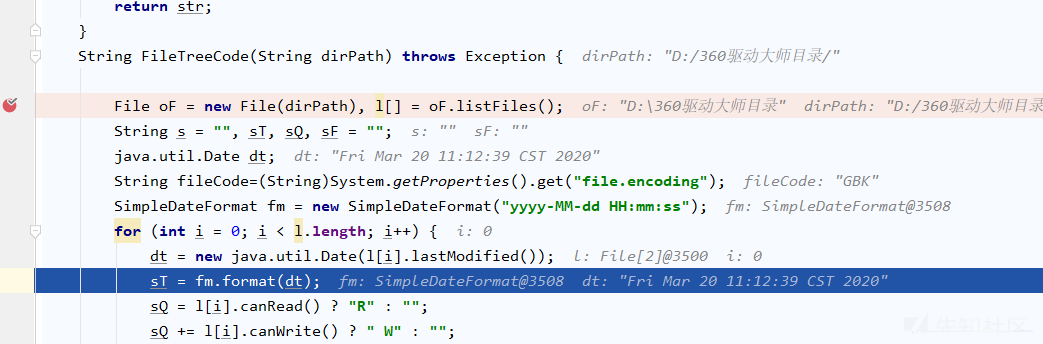 return str;
}
String FileTreeCode(String dirPath) throws Exception { dirPath: "D:/360驱动大师目录/"
File oF = new File(dirPath), l[] = oF.listFiles(); oF: "D:\360驱动大师目录" dirPath: "D:/360驱动大师目录
String s = "", sT, sQ, sF = ""; s: "" sF: ""
java.util.Date dt; dt: "Fri Mar 20 11:12:39 CST 2020"
String fileCode=(String)System.getProperties().get("file.encoding"); fileCode: "GBK"
SimpleDateFormat fm = new SimpleDateFormat("yyyy-MM-dd HH:mm:ss"); fm: SimpleDateFormat@3508
for (int i = 0; i < l.length; i++) { i: 0
dt = new java.util.Date(l[i].lastModified()); l: File[2]@3500 i: 0
sT = fm.format(dt); fm: SimpleDateFormat@3508 dt: "Fri Mar 20 11:12:39 CST 2020"
sQ = l[i].canRead() ? "R" : "";
sQ += l[i].canWrite() ? " W" : "";
先知社区